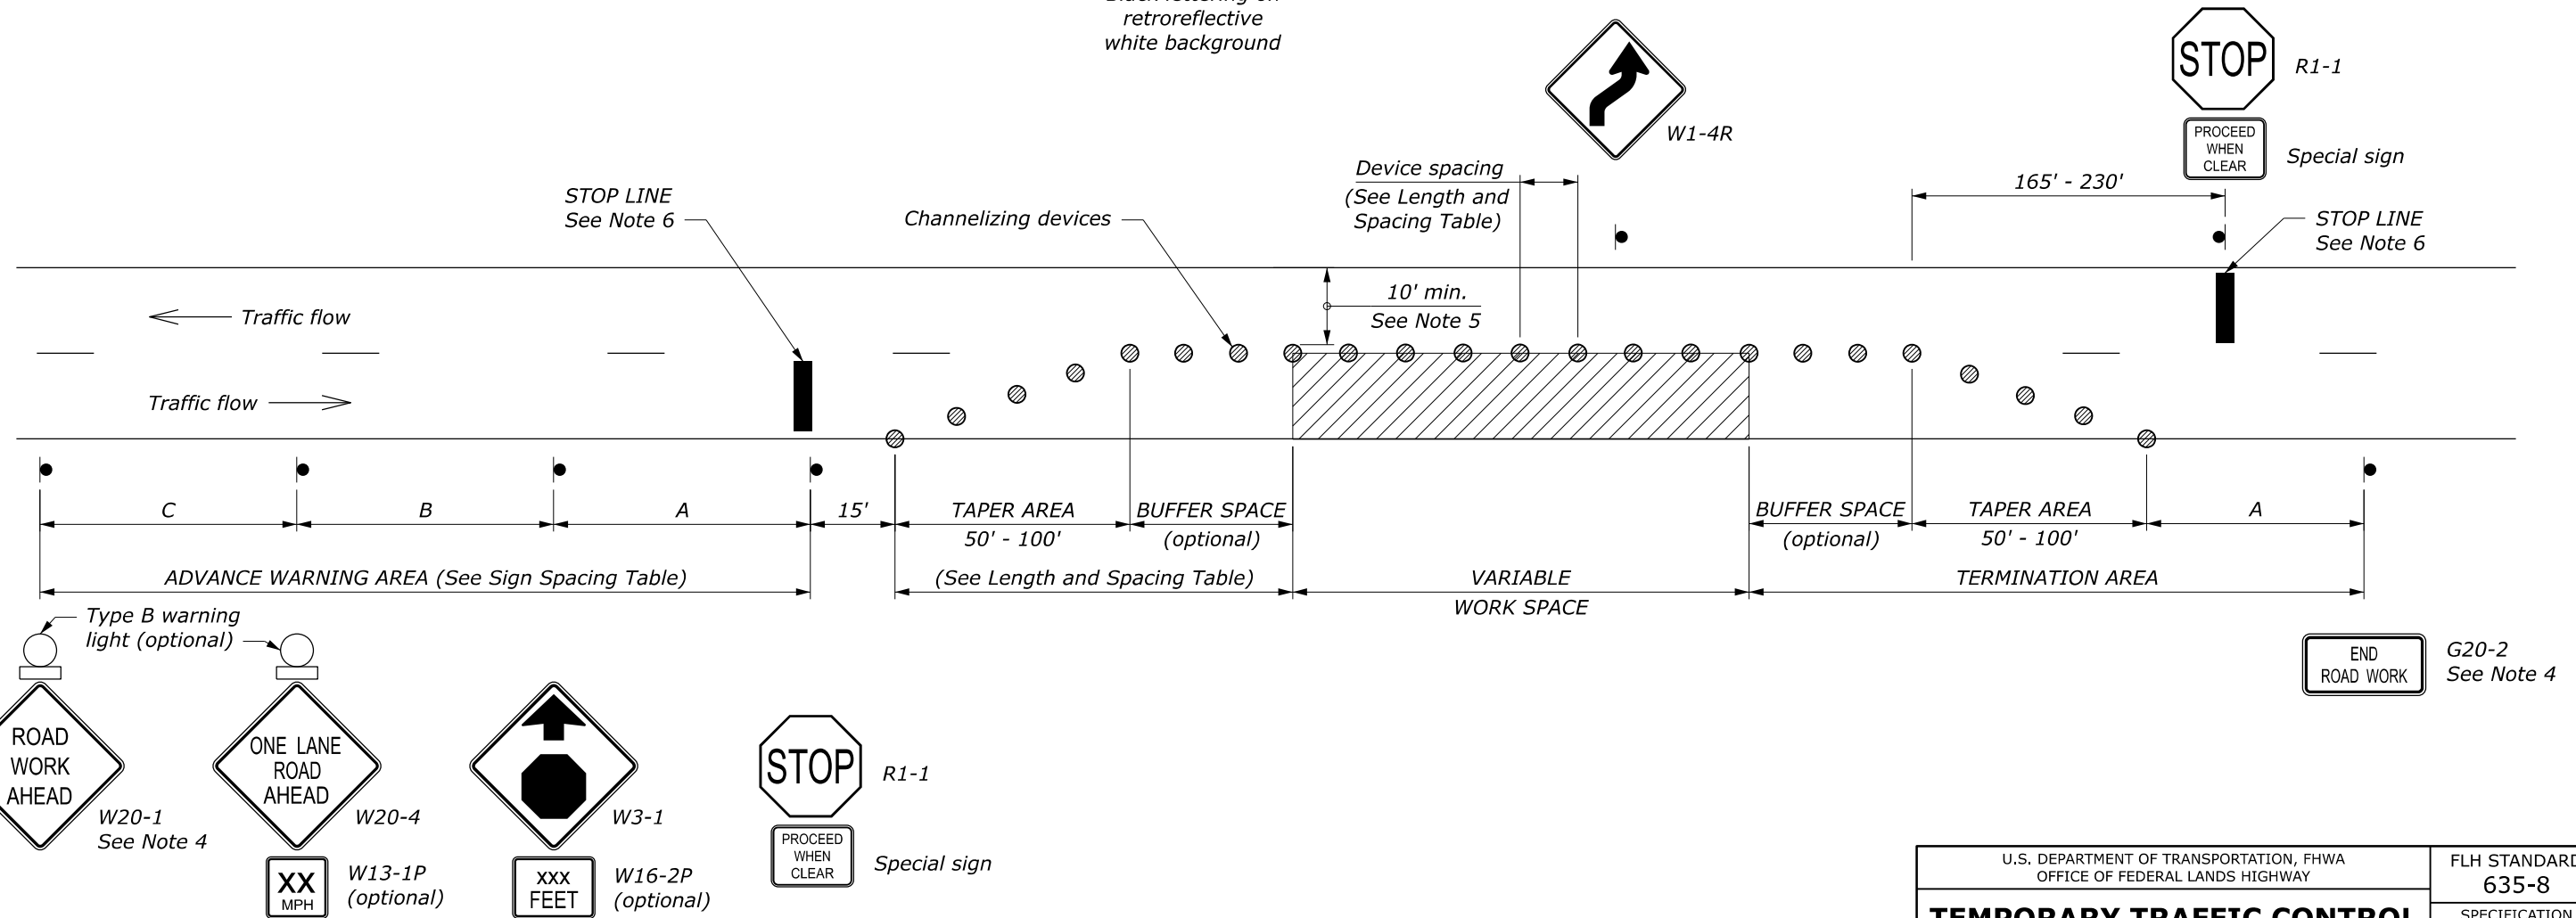 retroreflective
white background
W1-4R
STOP
R1-1
PROCEED
WHEN
CLEAR
Special sign
Device spacing
(See Length and
Spacing Table)
165' - 230'
STOP LINE
See Note 6
Channelizing devices
STOP LINE
See Note 6
10' min.
See Note 5
Traffic flow
Traffic flow
C
B
A
15'
TAPER AREA
50' - 100'
BUFFER SPACE
(optional)
BUFFER SPACE
(optional)
TAPER AREA
50' - 100'
A
ADVANCE WARNING AREA (See Sign Spacing Table)
(See Length and Spacing Table)
VARIABLE
WORK SPACE
TERMINATION AREA
Type B warning
light (optional)
END
ROAD WORK
G20-2
See Note 4
ROAD
WORK
AHEAD
W20-1
See Note 4
ONE LANE
ROAD
AHEAD
W20-4
XX
MPH
W13-1P
(optional)
W3-1
XXX
FEET
W16-2P
(optional)
STOP
R1-1
PROCEED
WHEN
CLEAR
Special sign
U.S. DEPARTMENT OF TRANSPORTATION, FHWA
OFFICE OF FEDERAL LANDS HIGHWAY
FLH STANDARD
635-8
TEMPORARY TRAFFIC CONTROL
SPECIFICATION